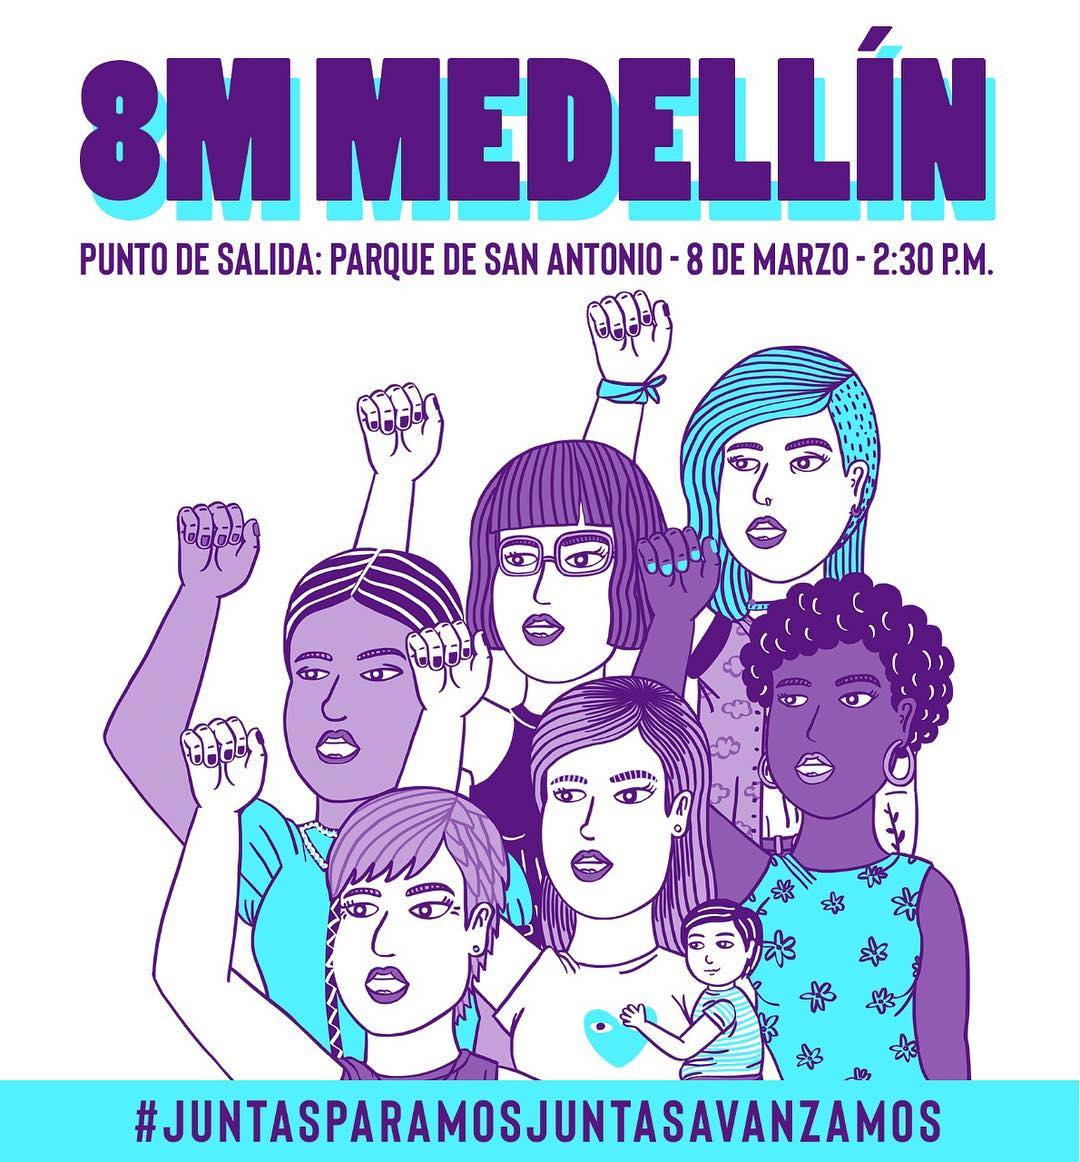 8M MEDELLÍN
PUNTO DE SALIDA: PARQUE DE SAN ANTONIO - 8 DE MARZO - 2:30 P.M.
#JUNTASPARAMOSJUNTASAVANZAMOS